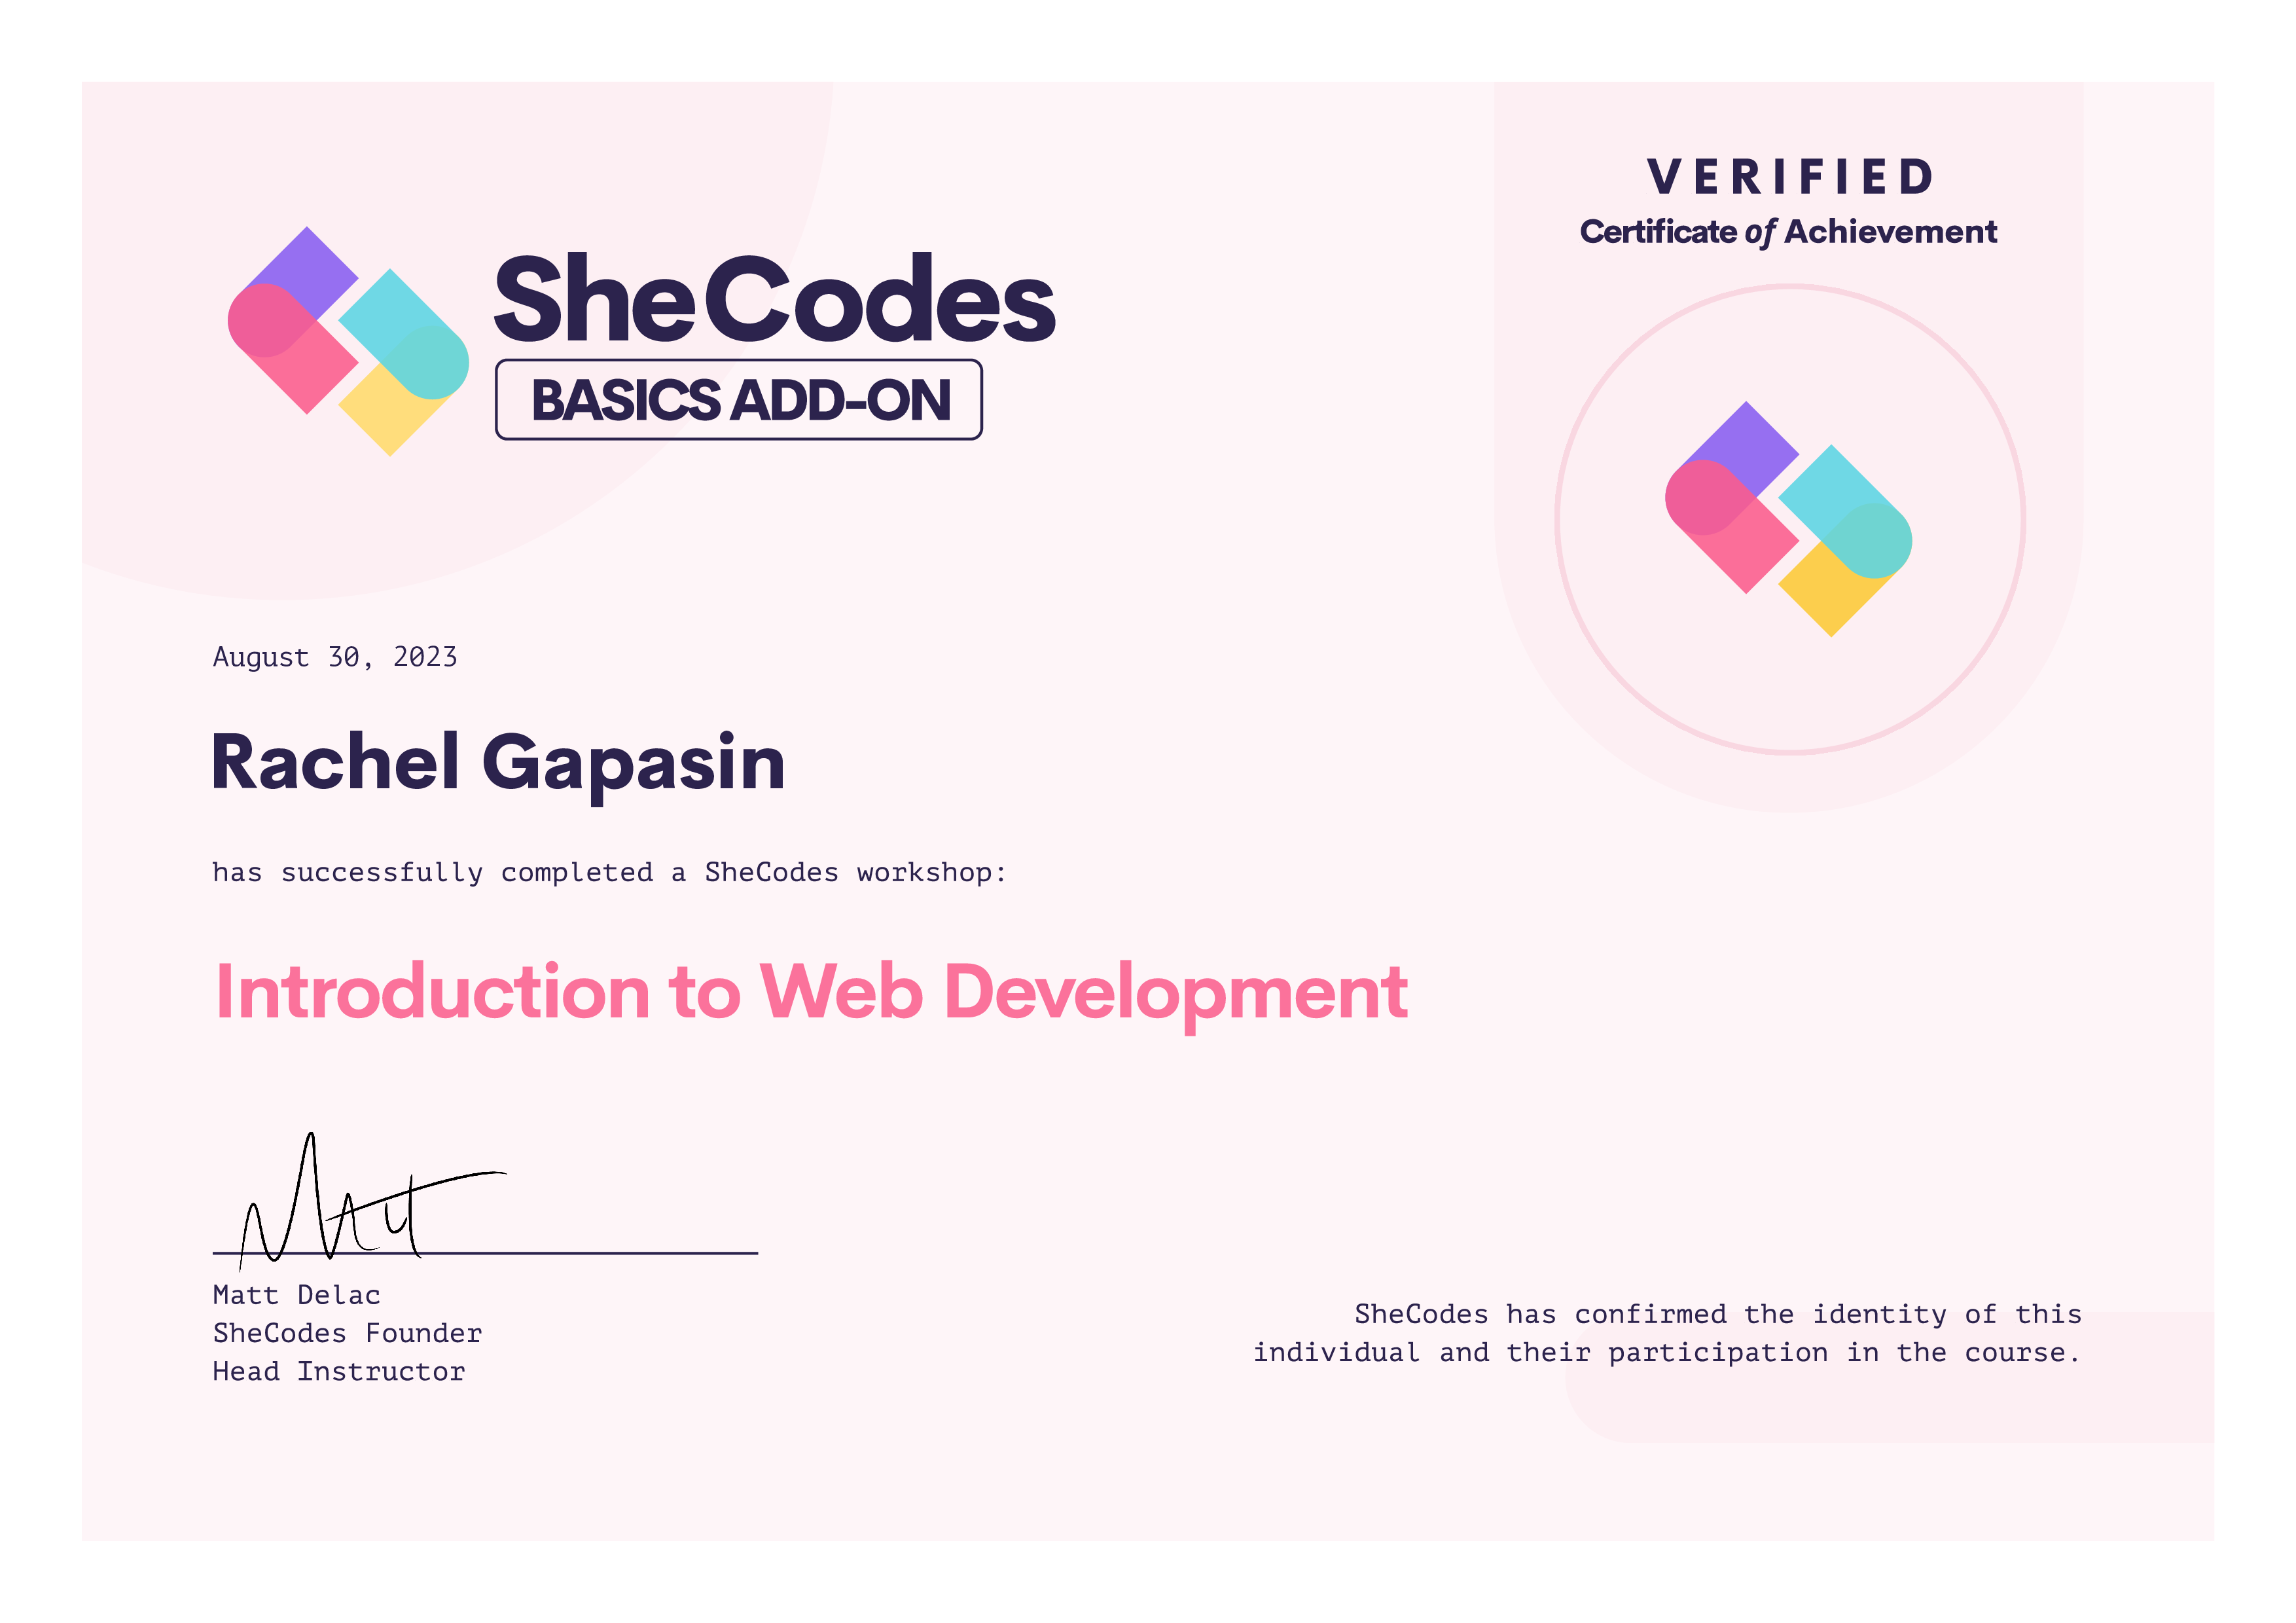 VERIFIED
Certificate of Achievement
SheCodes
BASICS ADD-ON
August 30, 2023
Rachel Gapasin
has successfully completed a SheCodes workshop:
Introduction to Web Development
Matt
Matt Delac
SheCodes Founder
Head Instructor
SheCodes has confirmed the identity of this
individual and their participation in the course.